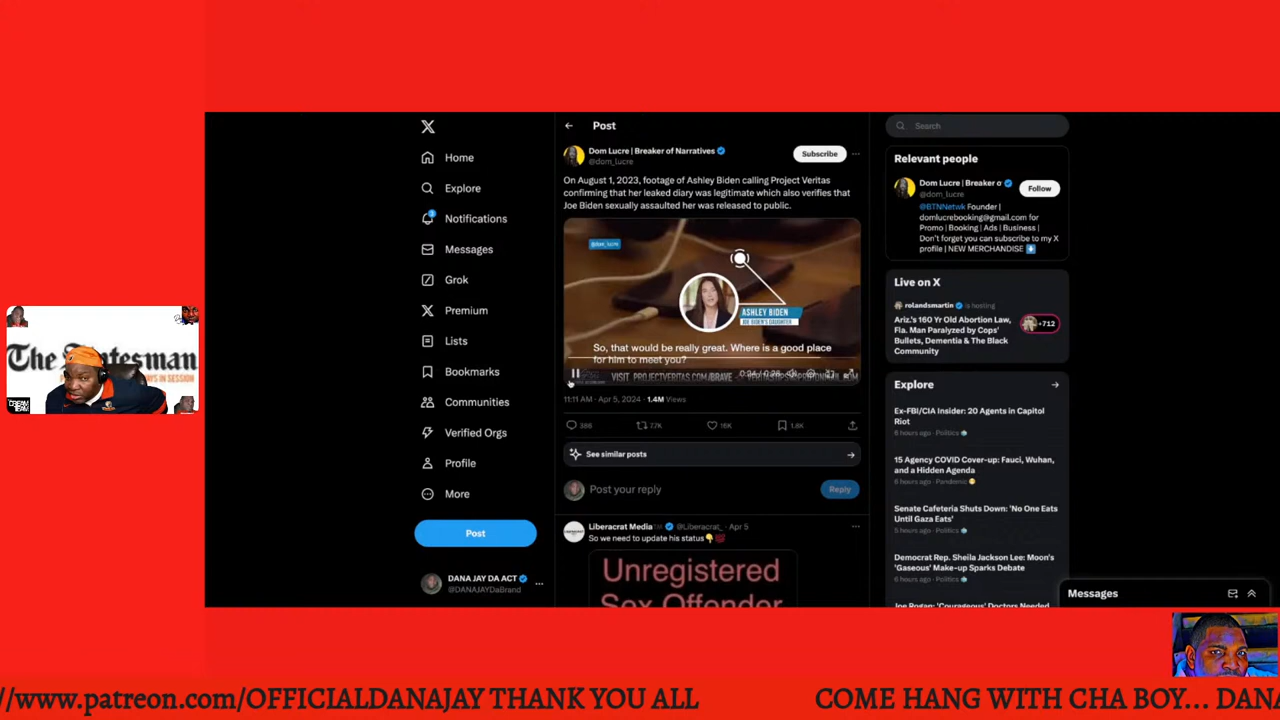 Home
Explore
Notifications
Messages
Grok
Premium
Lists
Bookmarks
Communities
Verified Orgs
Profile
More
Post
DANA JAY DA ACT
@DANAJAYDaBrand
Post
Dom Lucre | Breaker of Narratives
@dom_lucre
Subscribe
On August 1, 2023, footage of Ashley Biden calling Project Veritas
confirming that her leaked diary was legitimate which also verifies that
Joe Biden sexually assaulted her was released to public.
@dom_lucre
ASHLEY BIDEN
JOE BIDEN'S DAUGHTER
So, that would be really great. Where is a good place
for him to meet you?
VISIT PROJECTVERITAS.COM/BRAVE
11:11 AM · Apr 5, 2024 · 1.4M Views
388
77K
16K
1.8K
See similar posts
Post your reply
Reply
Liberacrat Media™ @Liberacrat_ · Apr 5
So we need to update his status👇💯
Unregistered
Sex Offender
Search
Relevant people
Dom Lucre | Breaker o
@dom_lucre
Follow
@BTNNetwk Founder |
domlucrebooking@gmail.com for
Promo | Booking | Ads | Business |
Don't forget you can subscribe to my X
profile | NEW MERCHANDISE ⬇️
Live on X
rolandsmartin is hosting
Ariz.'s 160 Yr Old Abortion Law,
Fla. Man Paralyzed by Cops'
Bullets, Dementia & The Black
Community
+712
Explore
Ex-FBI/CIA Insider: 20 Agents in Capitol
Riot
6 hours ago · Politics
15 Agency COVID Cover-up: Fauci, Wuhan,
and a Hidden Agenda
6 hours ago · Pandemic
Senate Cafeteria Shuts Down: 'No One Eats
Until Gaza Eats'
5 hours ago · Politics
Democrat Rep. Sheila Jackson Lee: Moon's
'Gaseous' Make-up Sparks Debate
6 hours ago · Politics
Joe Rogan: 'Courageous' Doctors Needed
Messages
The Statesman
IN SESSION
//www.patreon.com/OFFICIALDANAJAY THANK YOU ALL
COME HANG WITH CHA BOY... DANA